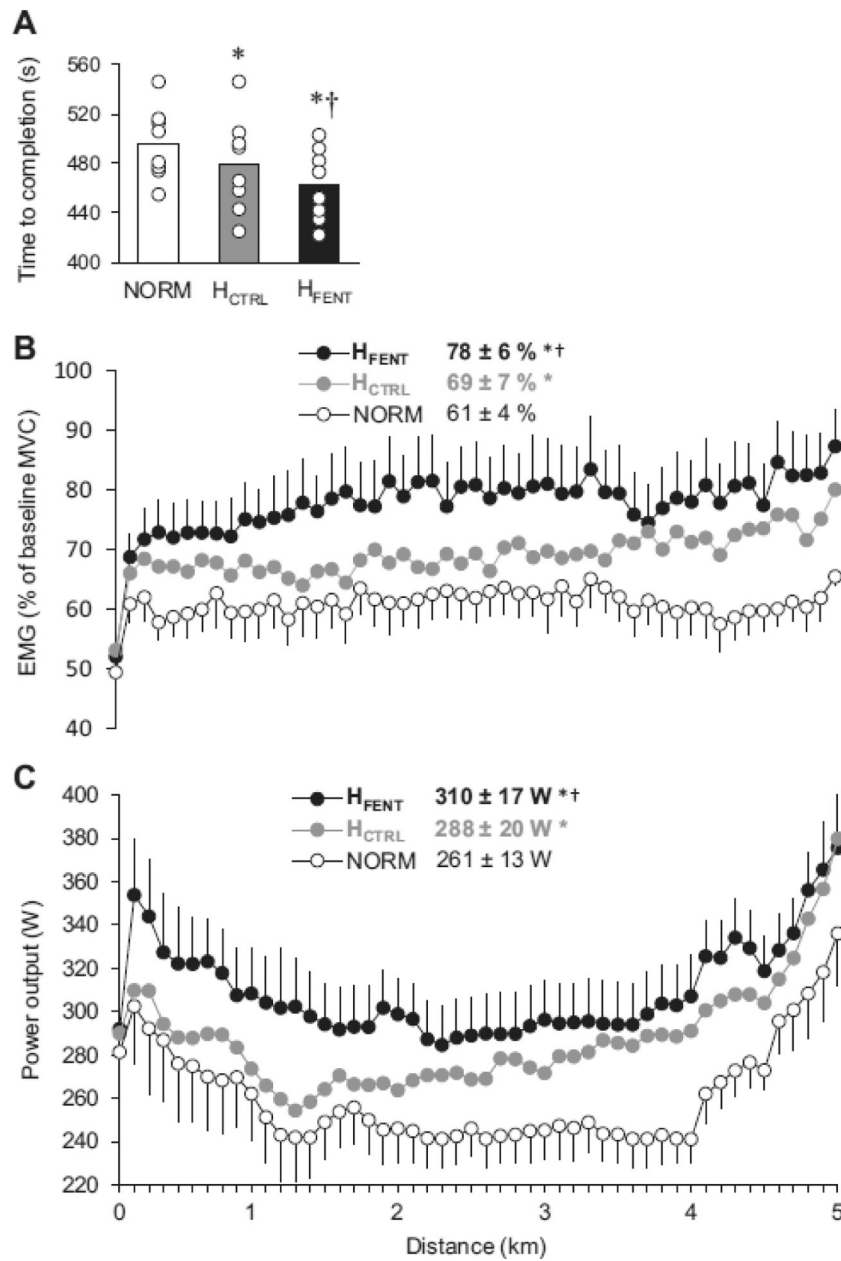 A
Time to completion (s)
560
520
480
440
400
*
*†
NORM
HCTRL
HFENT
B
HFENT 78 ± 6 % *†
HCTRL 69 ± 7 % *
NORM 61 ± 4 %
EMG (% of baseline MVC)
100
90
80
70
60
50
40
C
HFENT 310 ± 17 W *†
HCTRL 288 ± 20 W *
NORM 261 ± 13 W
Power output (W)
400
380
360
340
320
300
280
260
240
220
0 1 2 3 4 5
Distance (km)